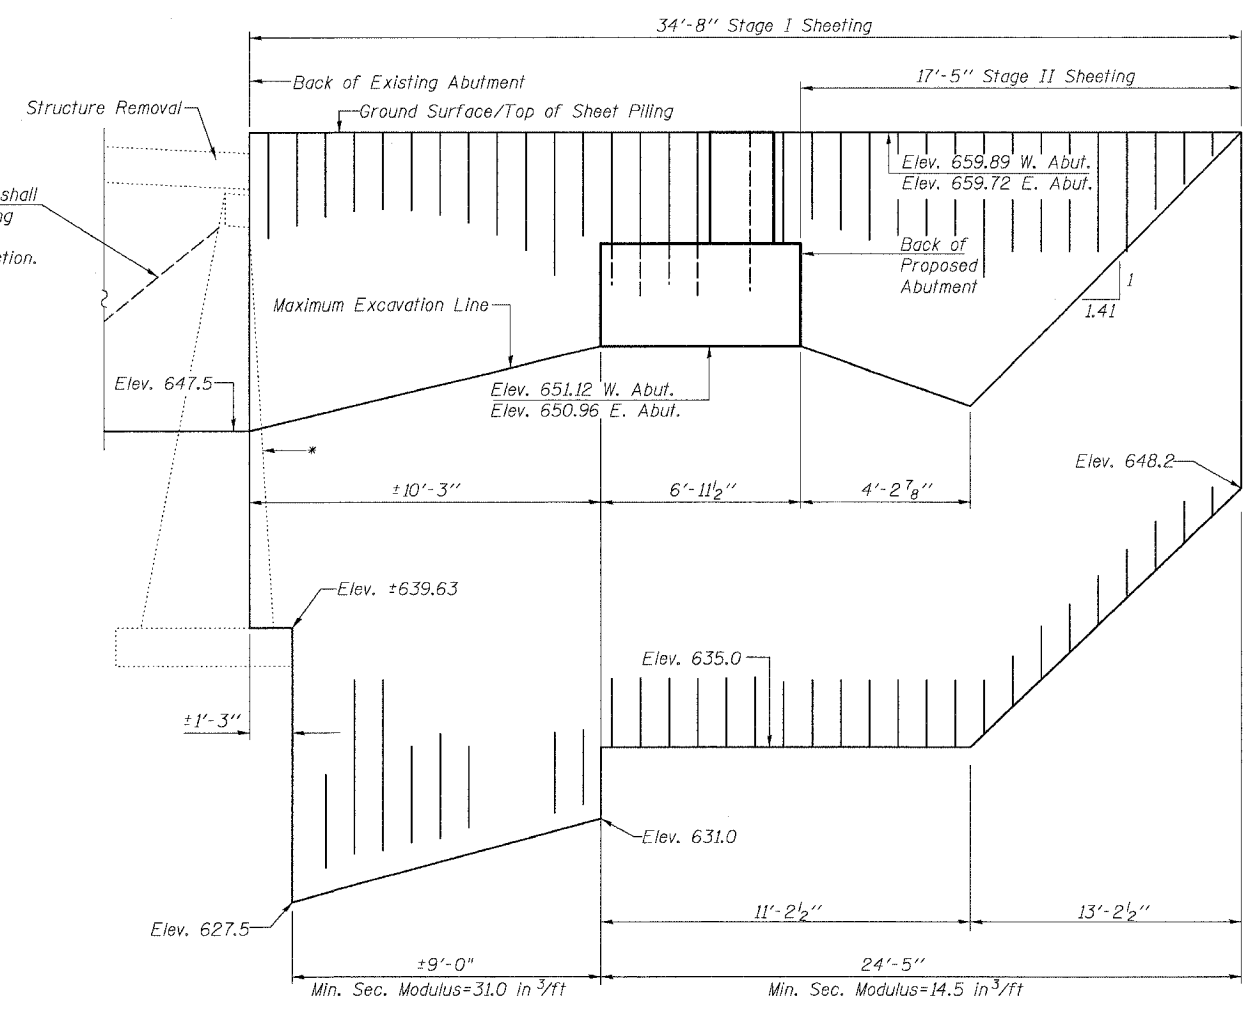 34'-8" Stage I Sheeting
17'-5" Stage II Sheeting
Back of Existing Abutment
Structure Removal
Ground Surface/Top of Sheet Piling
Elev. 659.89 W. Abut.
Elev. 659.72 E. Abut.
shall
tion.
Back of
Proposed
Abutment
1
1.41
Maximum Excavation Line
Elev. 647.5
Elev. 651.12 W. Abut.
Elev. 650.96 E. Abut.
*
Elev. 648.2
±10'-3"
6'-11½"
4'-2⅞"
Elev. ±639.63
Elev. 635.0
±1'-3"
Elev. 631.0
Elev. 627.5
11'-2½"
13'-2½"
±9'-0"
24'-5"
Min. Sec. Modulus=31.0 in³/ft
Min. Sec. Modulus=14.5 in³/ft